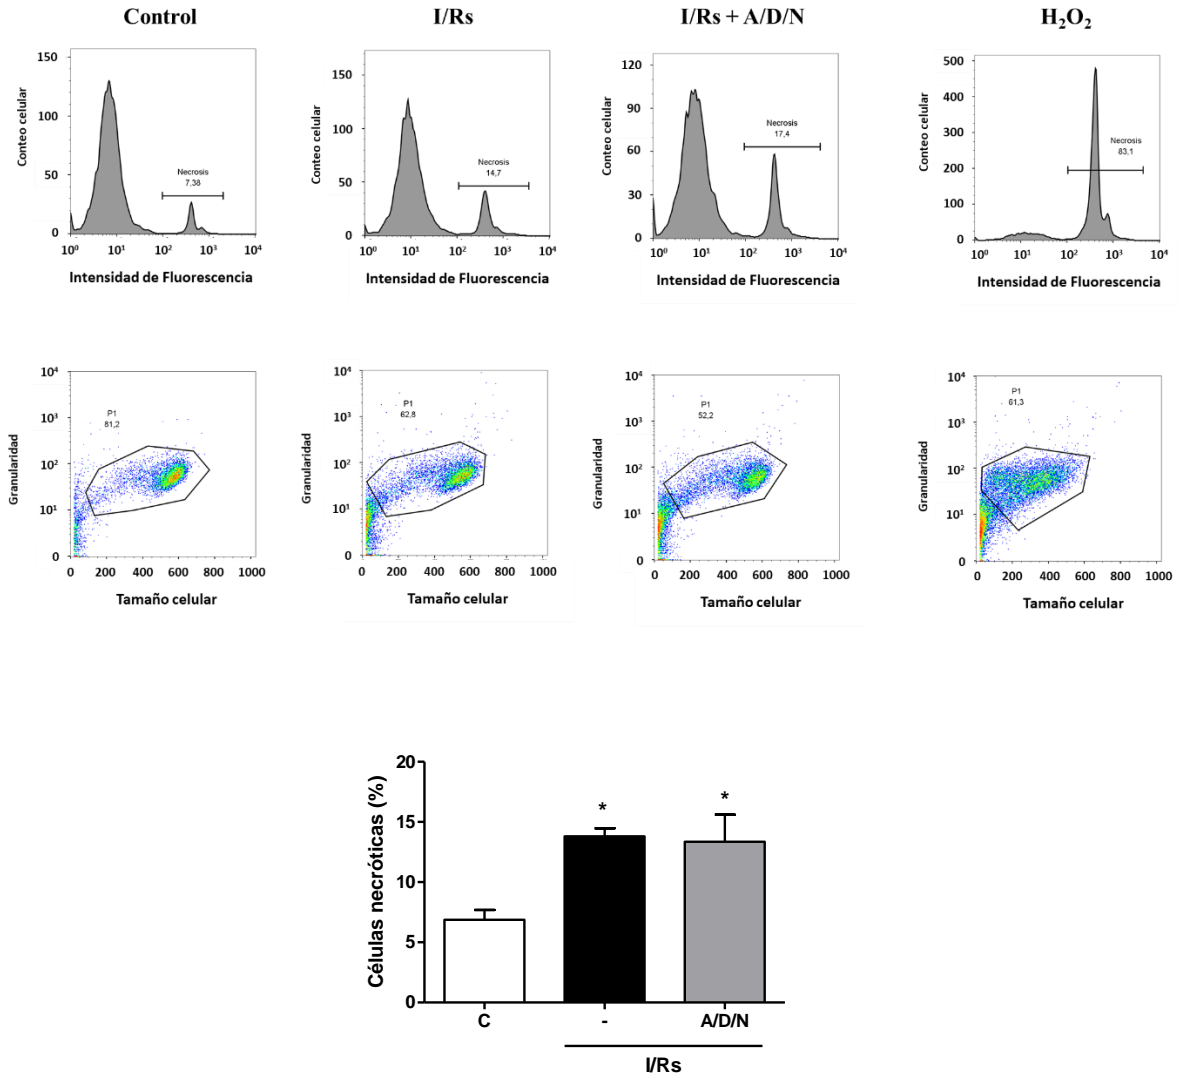 Control
I/Rs
I/Rs + A/D/N
H₂O₂
150
100
50
0
Conteo celular
Necrosis
7,38
10⁰ 10¹ 10² 10³ 10⁴
Intensidad de Fluorescencia
150
100
50
0
Conteo celular
Necrosis
14,7
10⁰ 10¹ 10² 10³ 10⁴
Intensidad de Fluorescencia
120
90
60
30
0
Conteo celular
Necrosis
17,4
10⁰ 10¹ 10² 10³ 10⁴
Intensidad de Fluorescencia
500
400
300
200
100
0
Conteo celular
Necrosis
83,1
10⁰ 10¹ 10² 10³ 10⁴
Intensidad de Fluorescencia
10⁴
10³
10²
10¹
0
Granularidad
P1
81,2
0 200 400 600 800 1000
Tamaño celular
10⁴
10³
10²
10¹
0
Granularidad
P1
62,8
0 200 400 600 800 1000
Tamaño celular
10⁴
10³
10²
10¹
0
Granularidad
P1
52,2
0 200 400 600 800 1000
Tamaño celular
10⁴
10³
10²
10¹
0
Granularidad
P1
61,3
0 200 400 600 800 1000
Tamaño celular
20
15
10
5
0
Células necróticas (%)
* *
C - A/D/N
I/Rs